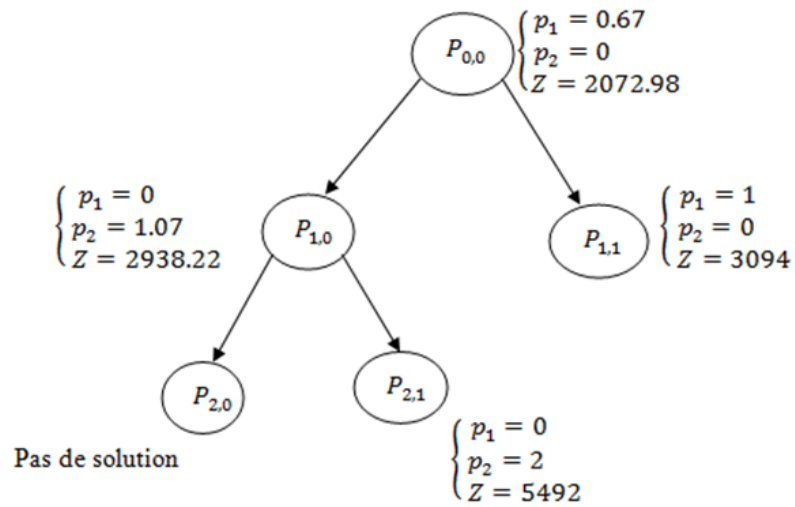 P₀,₀
p₁ = 0.67
p₂ = 0
Z = 2072.98
p₁ = 0
p₂ = 1.07
Z = 2938.22
P₁,₀
P₁,₁
p₁ = 1
p₂ = 0
Z = 3094
P₂,₀
P₂,₁
Pas de solution
p₁ = 0
p₂ = 2
Z = 5492